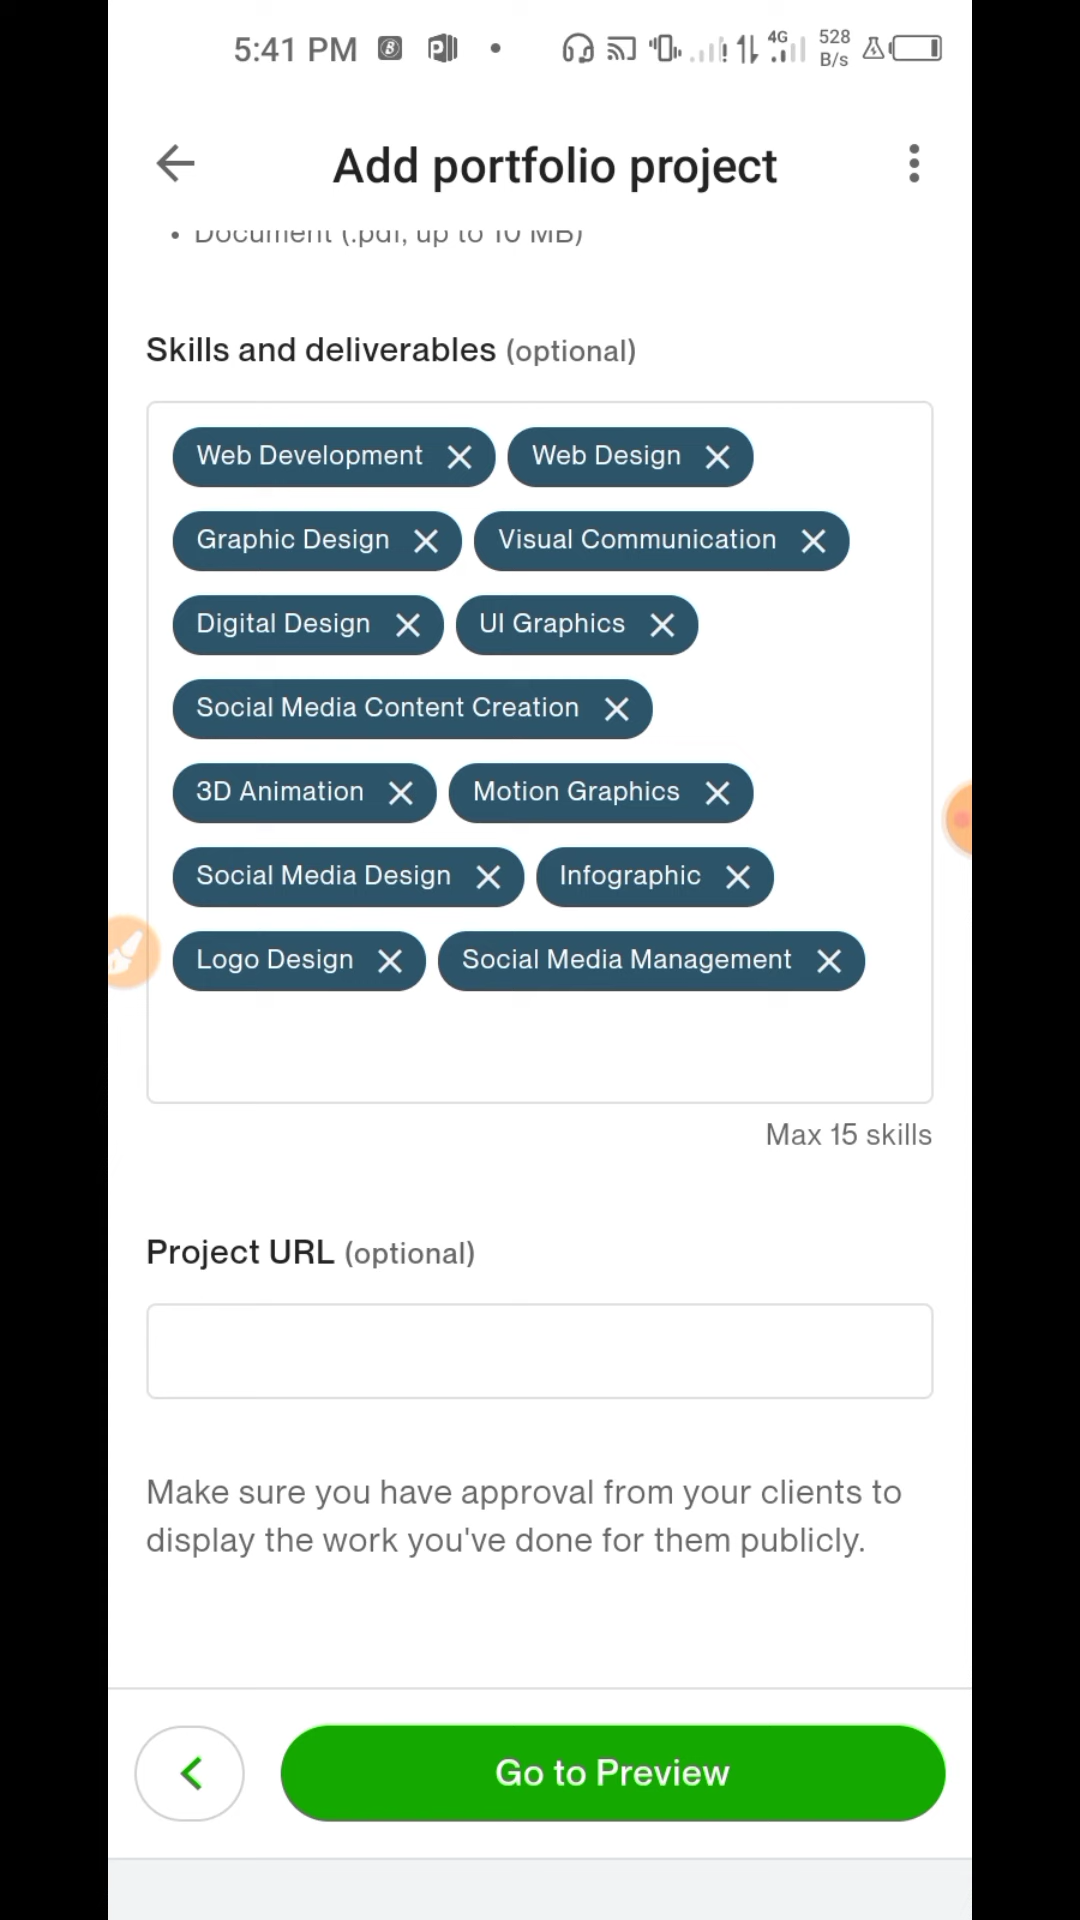 5:41 PM 4G 528 B/s
Add portfolio project
• Document (.pdf, up to 10 MB)
Skills and deliverables (optional)
Web Development Web Design
Graphic Design Visual Communication
Digital Design UI Graphics
Social Media Content Creation
3D Animation Motion Graphics
Social Media Design Infographic
Logo Design Social Media Management
Max 15 skills
Project URL (optional)
Make sure you have approval from your clients to
display the work you've done for them publicly.
Go to Preview